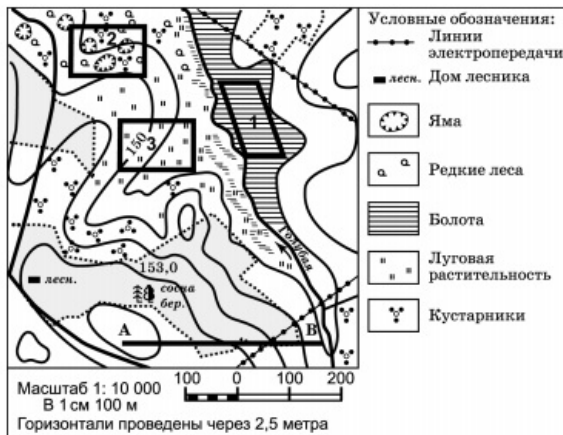 2
1
3
150
Голубая
153,0
лесн.
сосна
бер.
А
В
Масштаб 1: 10 000
В 1 см 100 м
100 0 100 200
Горизонтали проведены через 2,5 метра
Условные обозначения:
Линии
электропередачи
лесн. Дом лесника
Яма
Редкие леса
Болота
Луговая
растительность
Кустарники